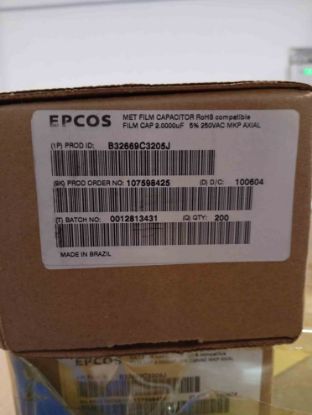 EPCOS
MET FILM CAPACITOR RoHS compatible
FILM CAP 2.0000uF 5% 250VAC MKP AXIAL
(1P) PROD ID: B32669C3205J
(9K) PROD ORDER NO: 107598425 (D) D/C: 100604
(T) BATCH NO: 0012813431 (Q) QTY: 200
MADE IN BRAZIL
EPCOS